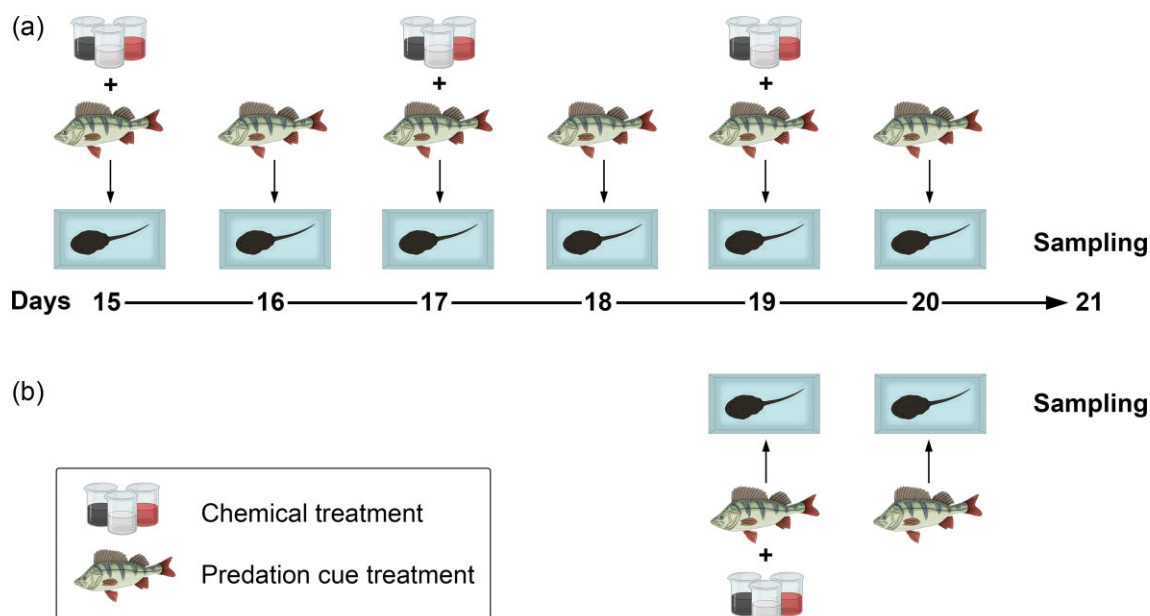 (a)
+
+
+
Sampling
Days 15 16 17 18 19 20 21
(b)
Sampling
Chemical treatment
+
Predation cue treatment